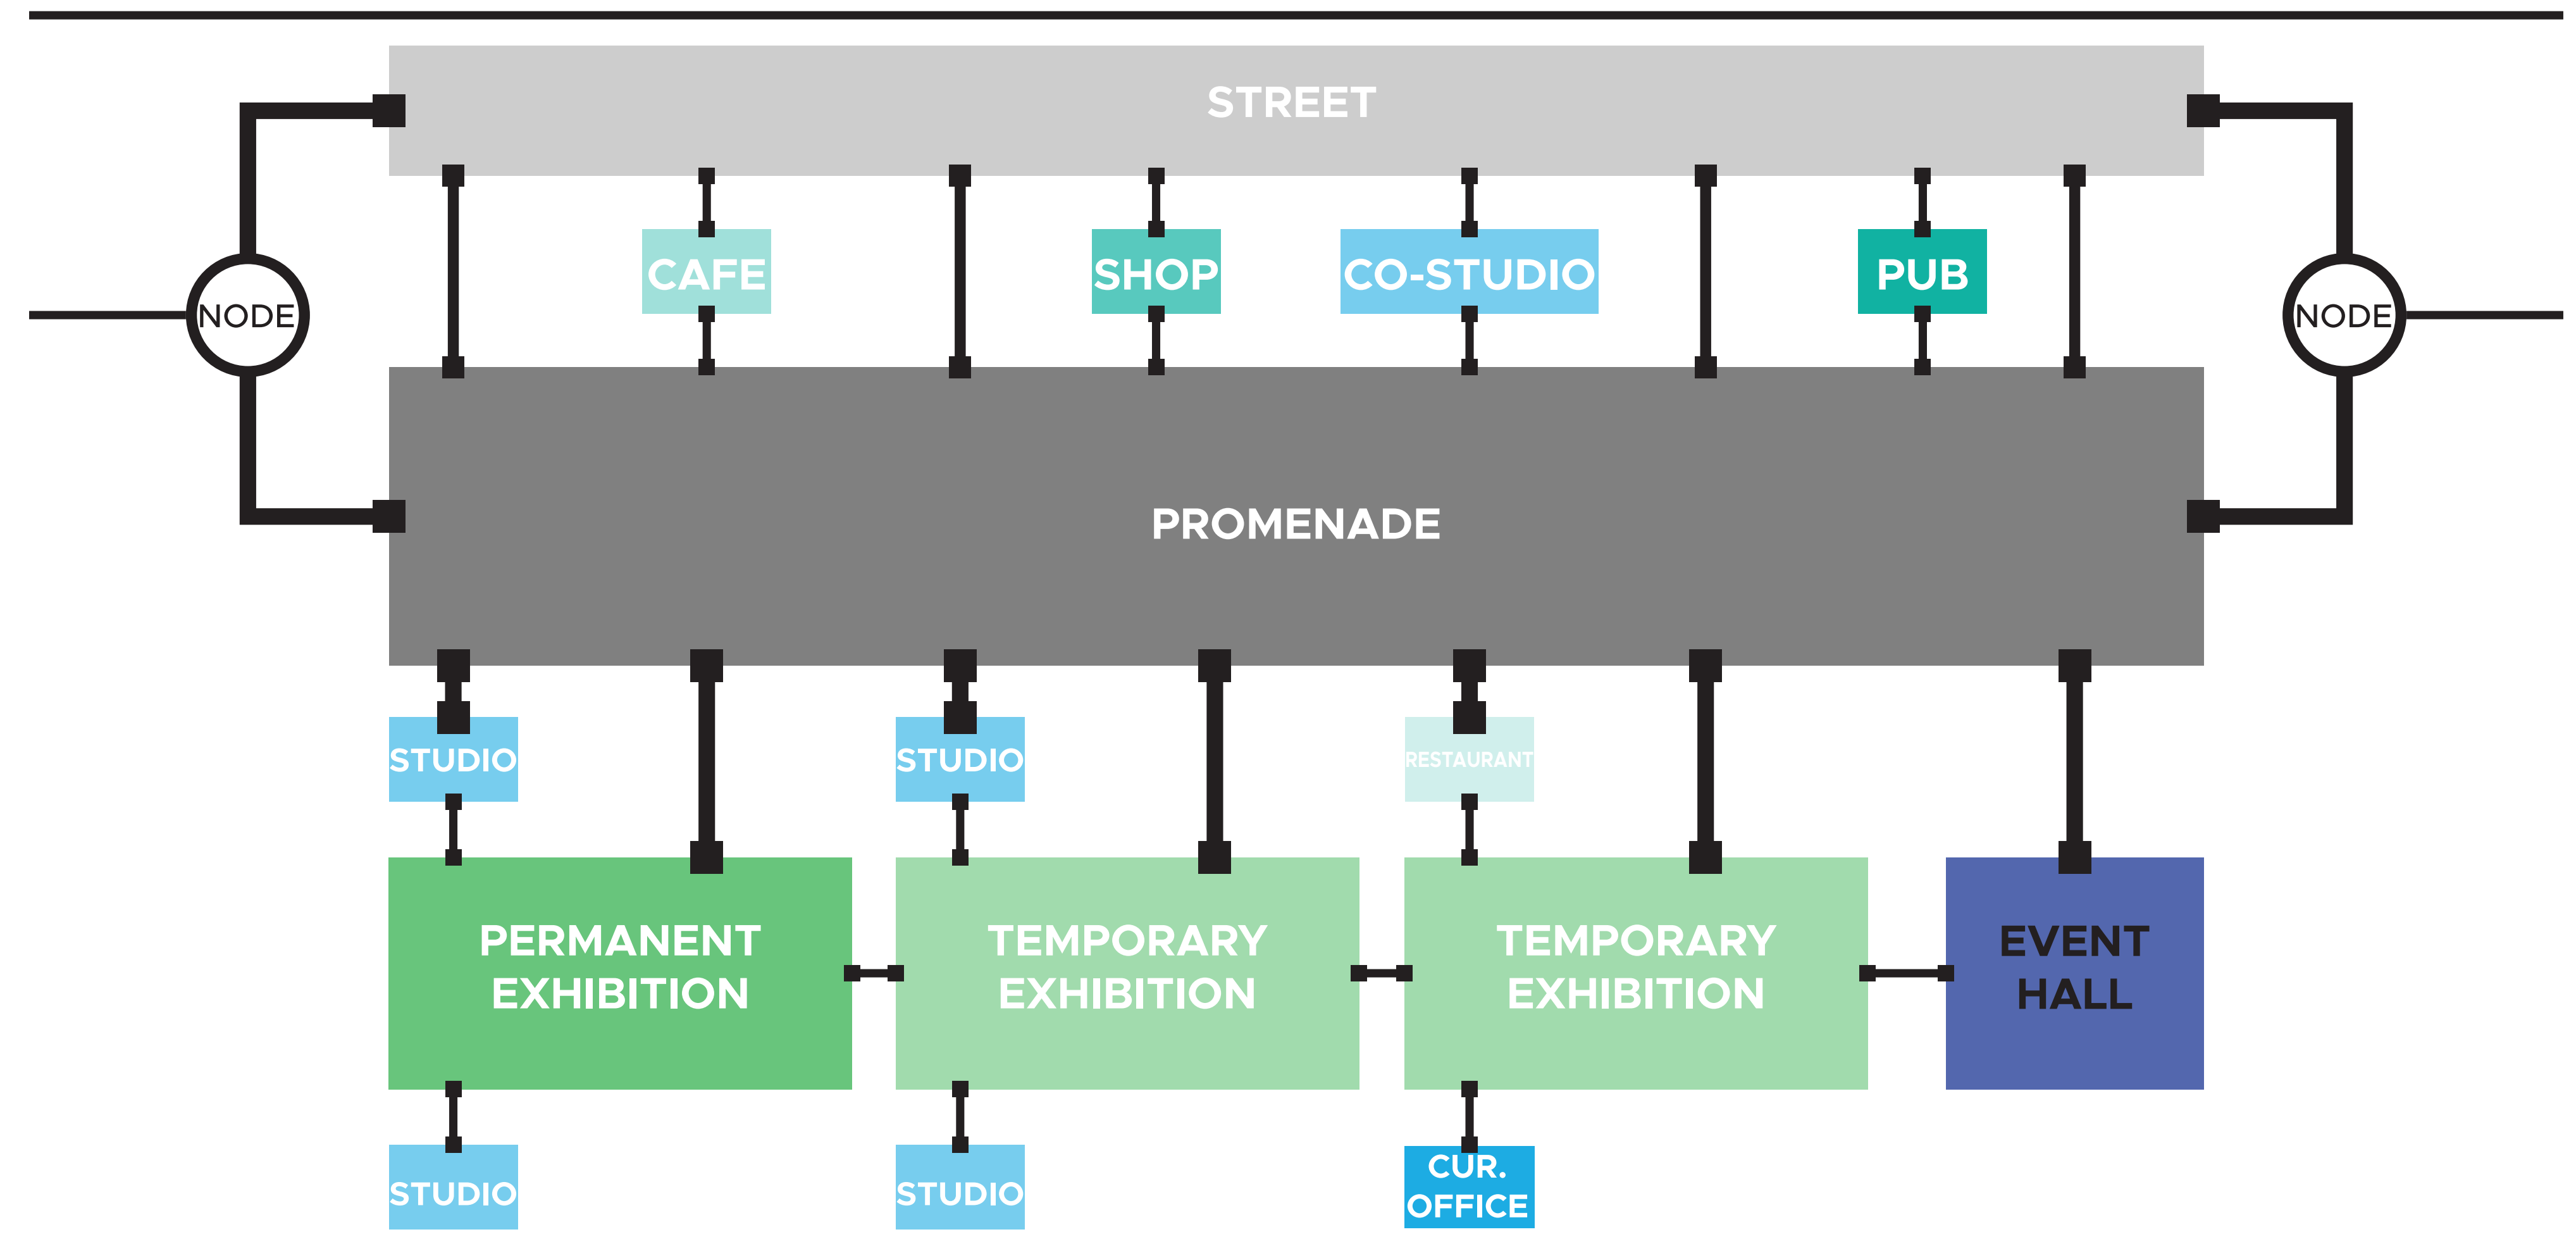 STREET
CAFE
SHOP
CO-STUDIO
PUB
NODE
NODE
PROMENADE
STUDIO
STUDIO
RESTAURANT
PERMANENT
EXHIBITION
TEMPORARY
EXHIBITION
TEMPORARY
EXHIBITION
EVENT
HALL
STUDIO
STUDIO
CUR.
OFFICE